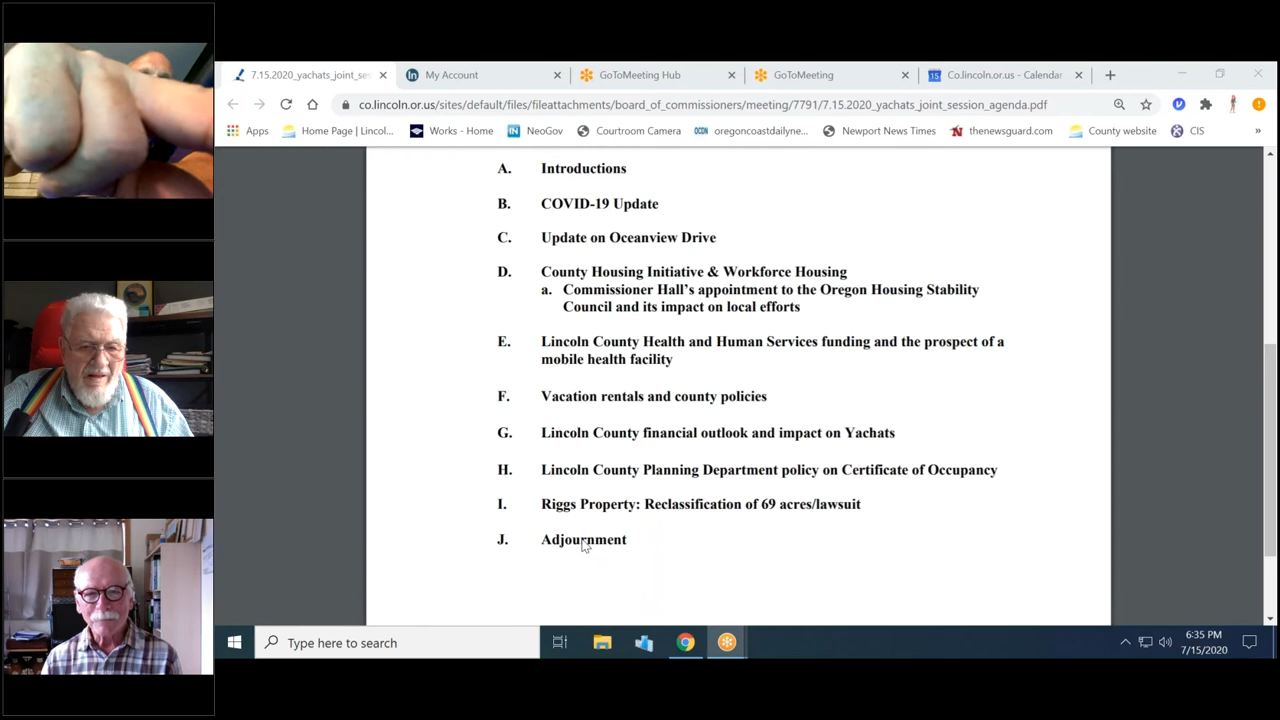 7.15.2020_yachats_joint_ses
My Account
GoToMeeting Hub
GoToMeeting
Co.lincoln.or.us - Calendar
co.lincoln.or.us/sites/default/files/fileattachments/board_of_commissioners/meeting/7791/7.15.2020_yachats_joint_session_agenda.pdf
Apps
Home Page | Lincol...
Works - Home
NeoGov
Courtroom Camera
oregoncoastdailyne...
Newport News Times
thenewsguard.com
County website
CIS
»
A. Introductions
B. COVID-19 Update
C. Update on Oceanview Drive
D. County Housing Initiative & Workforce Housing
a. Commissioner Hall's appointment to the Oregon Housing Stability
Council and its impact on local efforts
E. Lincoln County Health and Human Services funding and the prospect of a
mobile health facility
F. Vacation rentals and county policies
G. Lincoln County financial outlook and impact on Yachats
H. Lincoln County Planning Department policy on Certificate of Occupancy
I. Riggs Property: Reclassification of 69 acres/lawsuit
J. Adjournment
Type here to search
6:35 PM
7/15/2020